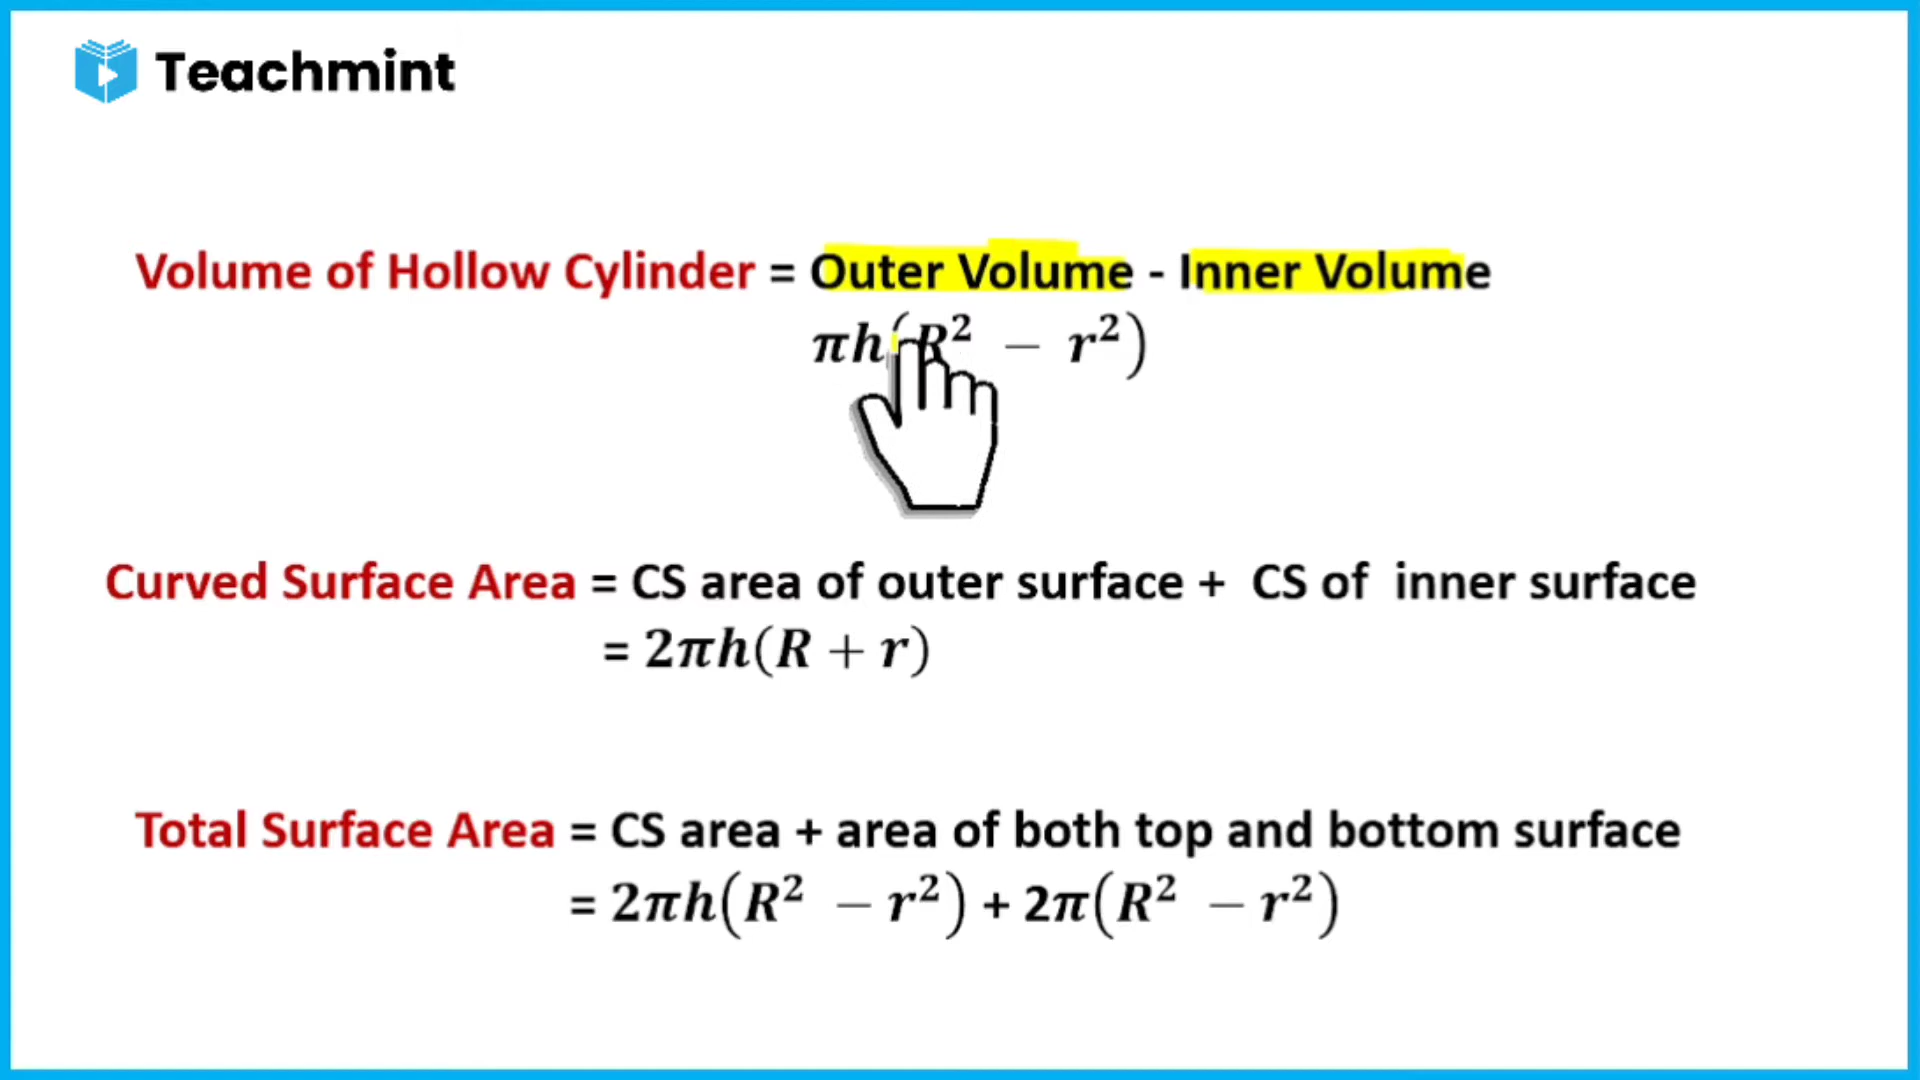 Teachmint
Volume of Hollow Cylinder = Outer Volume - Inner Volume
πh(R² − r²)
Curved Surface Area = CS area of outer surface + CS of inner surface
= 2πh(R + r)
Total Surface Area = CS area + area of both top and bottom surface
= 2πh(R² − r²) + 2π(R² − r²)